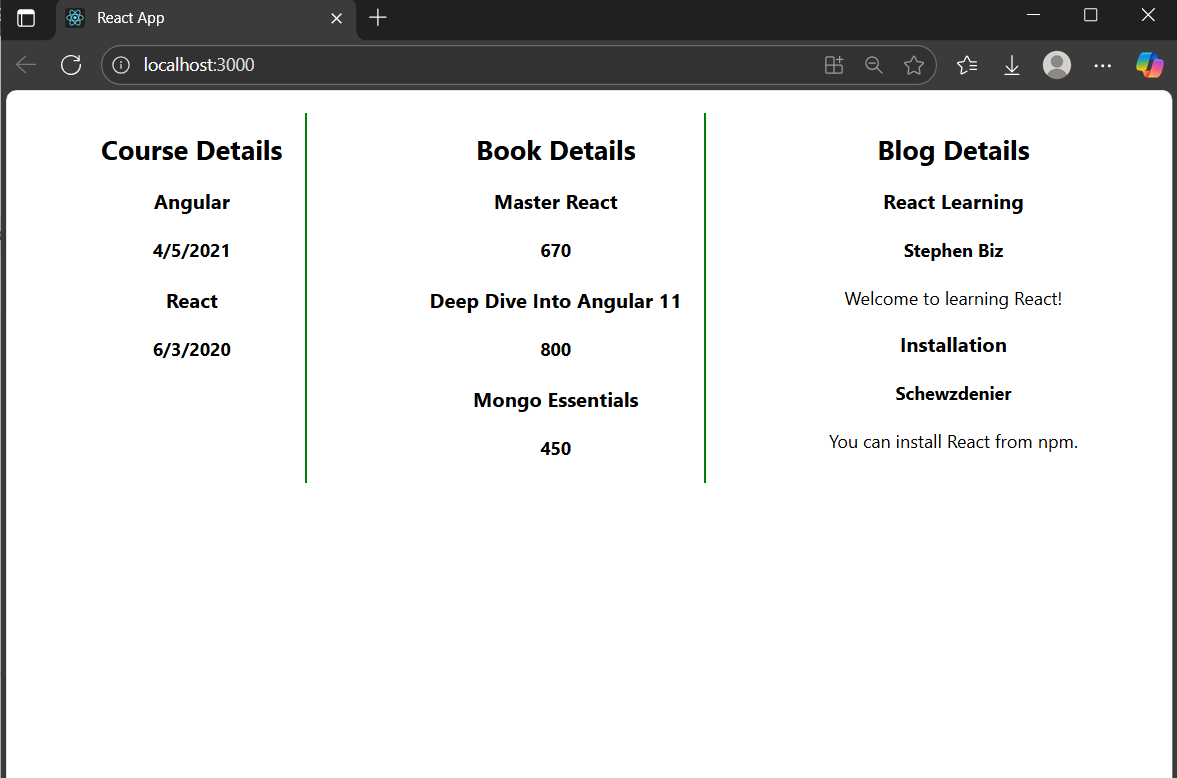 React App
localhost:3000
Course Details
Angular
4/5/2021
React
6/3/2020
Book Details
Master React
670
Deep Dive Into Angular 11
800
Mongo Essentials
450
Blog Details
React Learning
Stephen Biz
Welcome to learning React!
Installation
Schewzdenier
You can install React from npm.